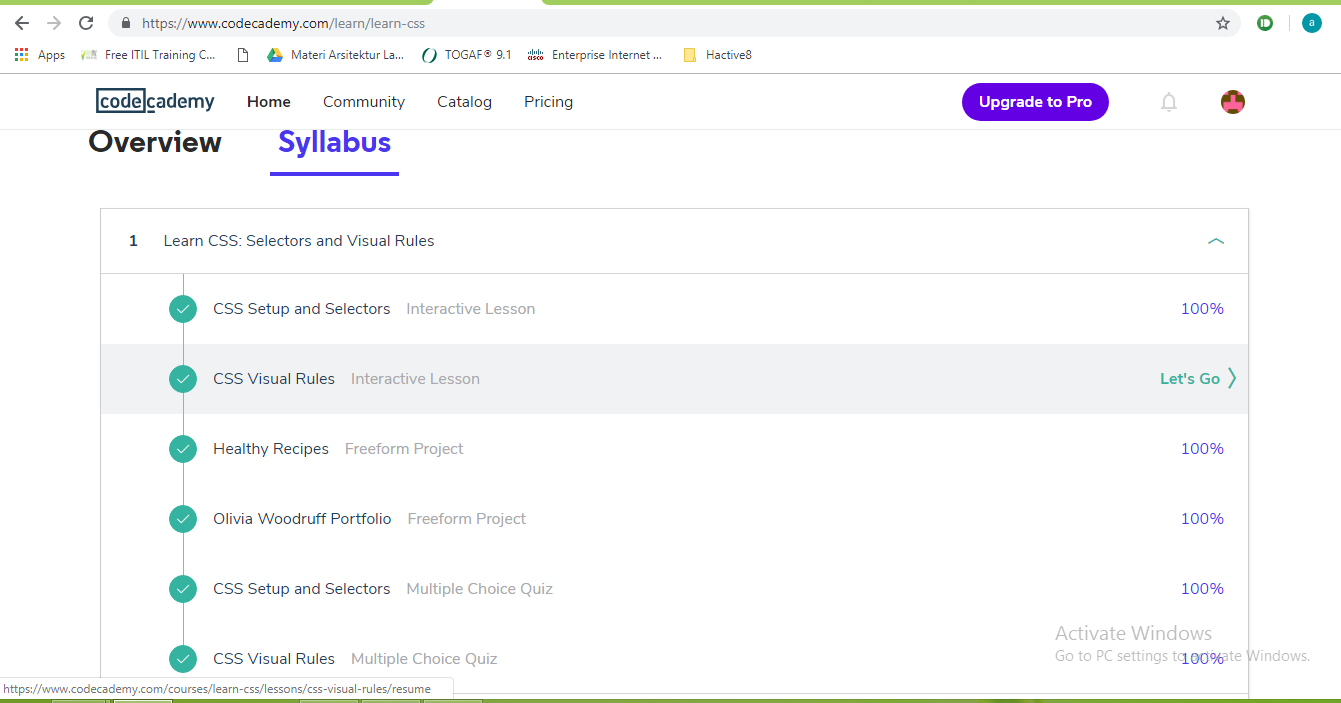 https://www.codecademy.com/learn/learn-css
a
Apps Free ITIL Training C... Materi Arsitektur La... TOGAF® 9.1 cisco Enterprise Internet ... Hactive8
codecademy Home Community Catalog Pricing Upgrade to Pro
Overview Syllabus
1 Learn CSS: Selectors and Visual Rules
CSS Setup and Selectors Interactive Lesson 100%
CSS Visual Rules Interactive Lesson Let's Go
Healthy Recipes Freeform Project 100%
Olivia Woodruff Portfolio Freeform Project 100%
CSS Setup and Selectors Multiple Choice Quiz 100%
Activate Windows
Go to PC settings to activate Windows.
CSS Visual Rules Multiple Choice Quiz 100%
https://www.codecademy.com/courses/learn-css/lessons/css-visual-rules/resume